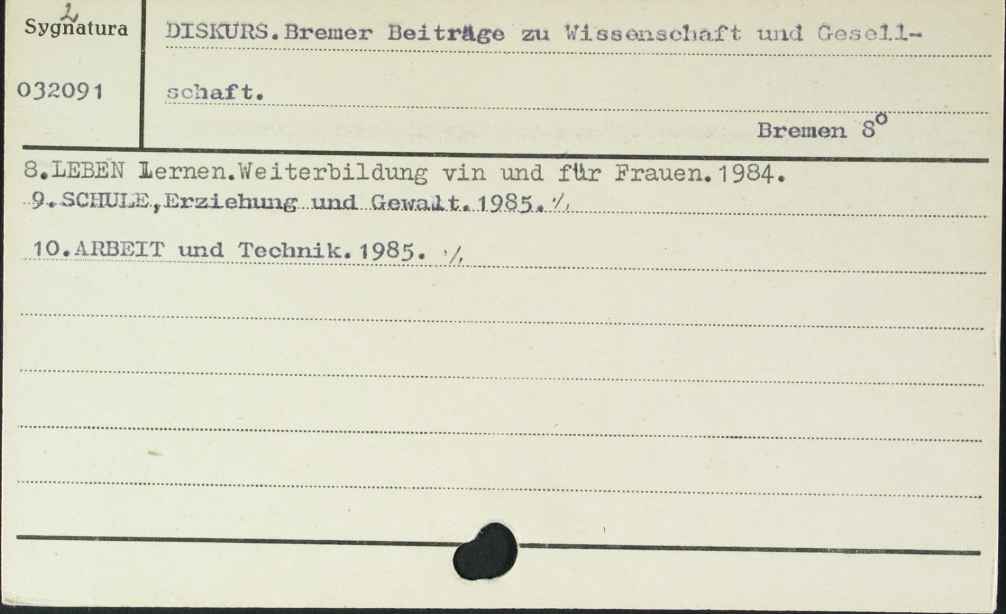 2
Sygnatura
DISKURS.Bremer Beiträge zu Wissenschaft und Gesell-
032091
schaft.
Bremen 8°
8.LEBEN Lernen.Weiterbildung vin und für Frauen.1984.
9.SCHULE,Erziehung und Gewalt.1985.
10.ARBEIT und Technik.1985.